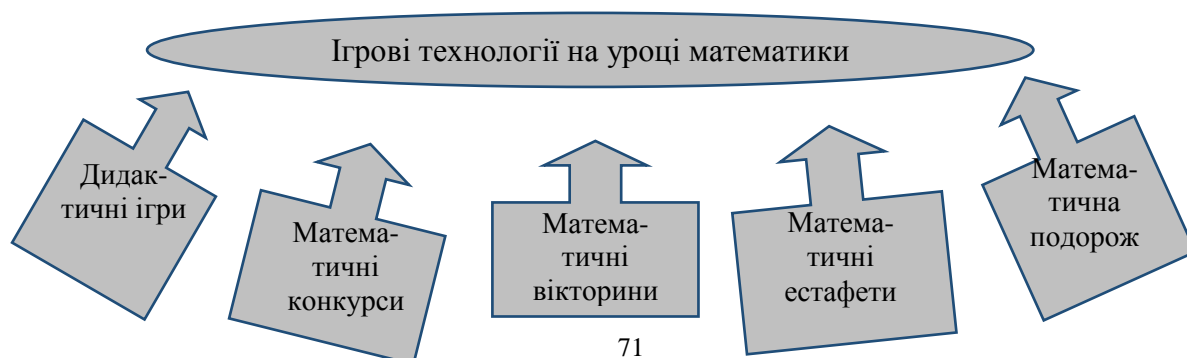 Ігрові технології на уроці математики
Дидак-
тичні ігри
Матема-
тичні
конкурси
Матема-
тичні
вікторини
Матема-
тичні
естафети
Матема-
тична
подорож
71